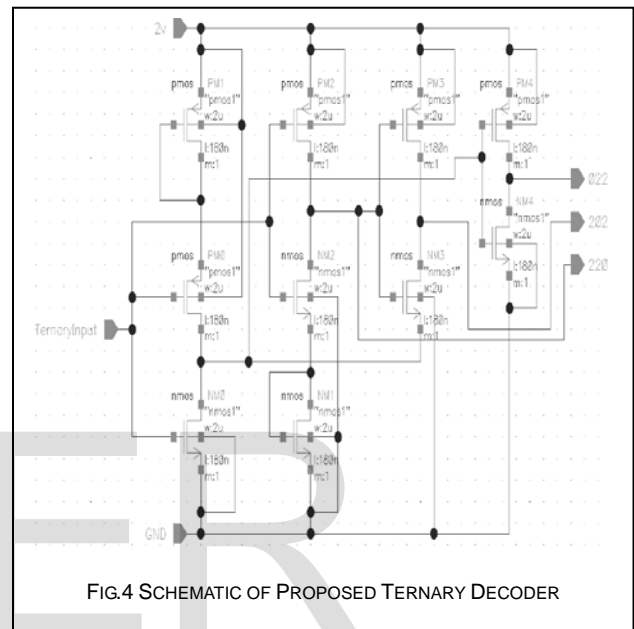 2v
pmos PM1 "pmos1" w:2u l:180n m:1
pmos PM2 "pmos1" w:2u l:180n m:1
pmos PM3 "pmos1" w:2u l:180n m:1
pmos PM4 "pmos1" w:2u l:180n m:1
022
nmos NM4 "nmos1" w:2u l:180n m:1
202
220
pmos PM0 "pmos1" w:2u l:180n m:1
nmos NM2 "nmos1" w:2u l:180n m:1
nmos NM3 "nmos1" w:2u l:180n m:1
TernaryInput
nmos NM0 "nmos1" w:2u l:180n m:1
nmos NM1 "nmos1" w:2u l:180n m:1
GND
ER
FIG.4 SCHEMATIC OF PROPOSED TERNARY DECODER